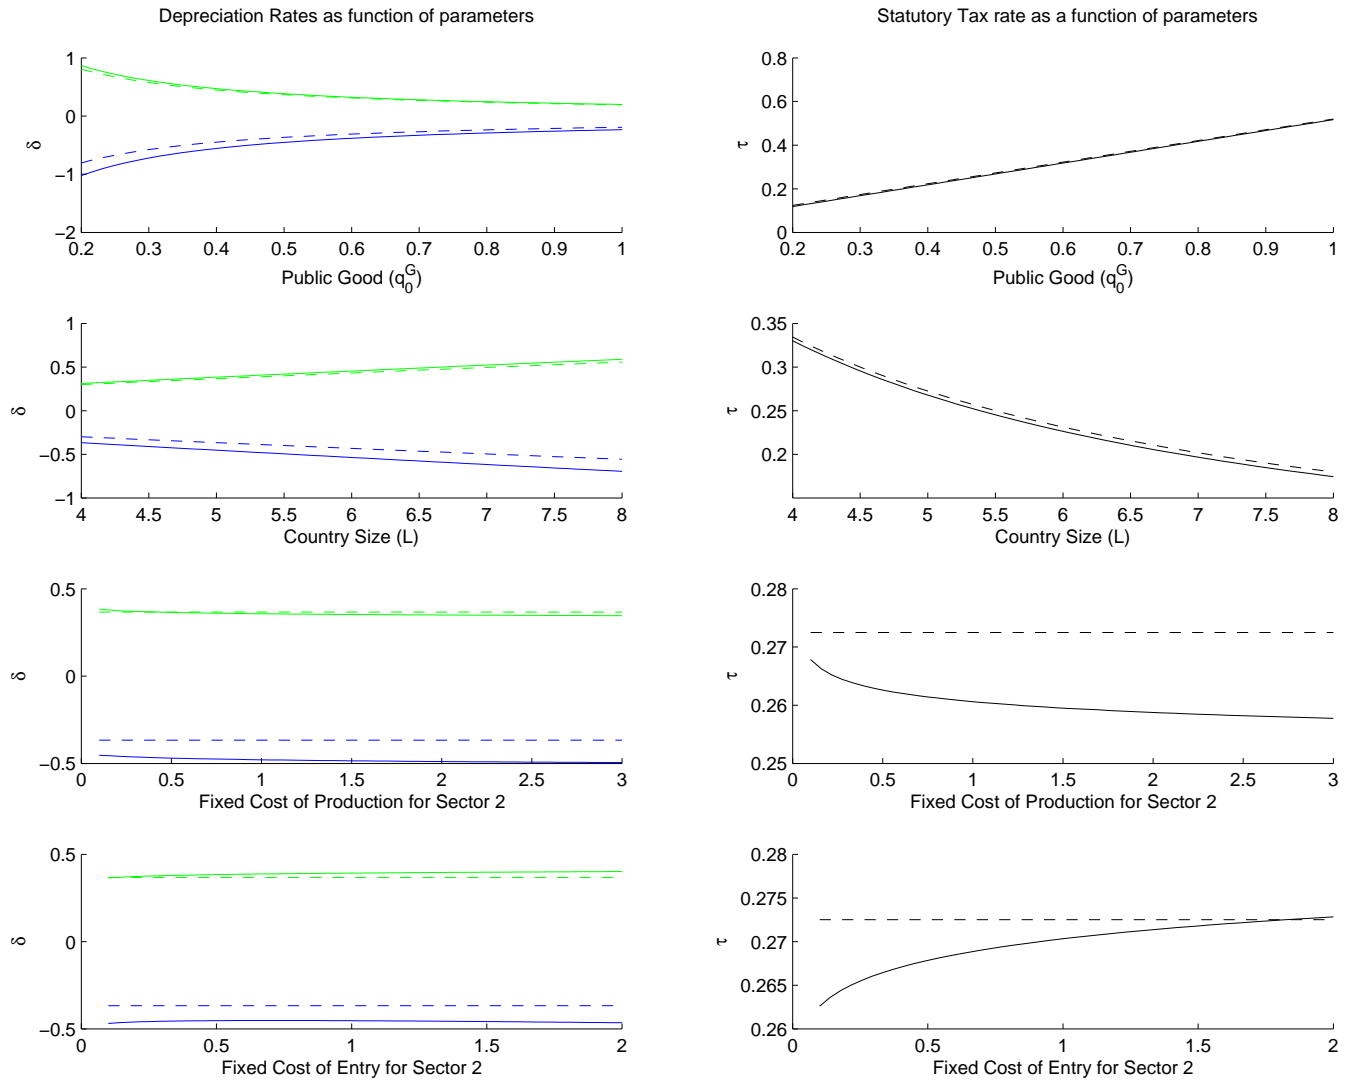 Depreciation Rates as function of parameters
Statutory Tax rate as a function of parameters
1
0
−1
−2
δ
0.2 0.3 0.4 0.5 0.6 0.7 0.8 0.9 1
Public Good (q₀ᴳ)
0.8
0.6
0.4
0.2
0
τ
0.2 0.3 0.4 0.5 0.6 0.7 0.8 0.9 1
Public Good (q₀ᴳ)
1
0.5
0
−0.5
−1
δ
4 4.5 5 5.5 6 6.5 7 7.5 8
Country Size (L)
0.35
0.3
0.25
0.2
τ
4 4.5 5 5.5 6 6.5 7 7.5 8
Country Size (L)
0.5
0
−0.5
δ
0 0.5 1 1.5 2 2.5 3
Fixed Cost of Production for Sector 2
0.28
0.27
0.26
0.25
τ
0 0.5 1 1.5 2 2.5 3
Fixed Cost of Production for Sector 2
0.5
0
−0.5
δ
0 0.5 1 1.5 2
Fixed Cost of Entry for Sector 2
0.28
0.275
0.27
0.265
0.26
τ
0 0.5 1 1.5 2
Fixed Cost of Entry for Sector 2